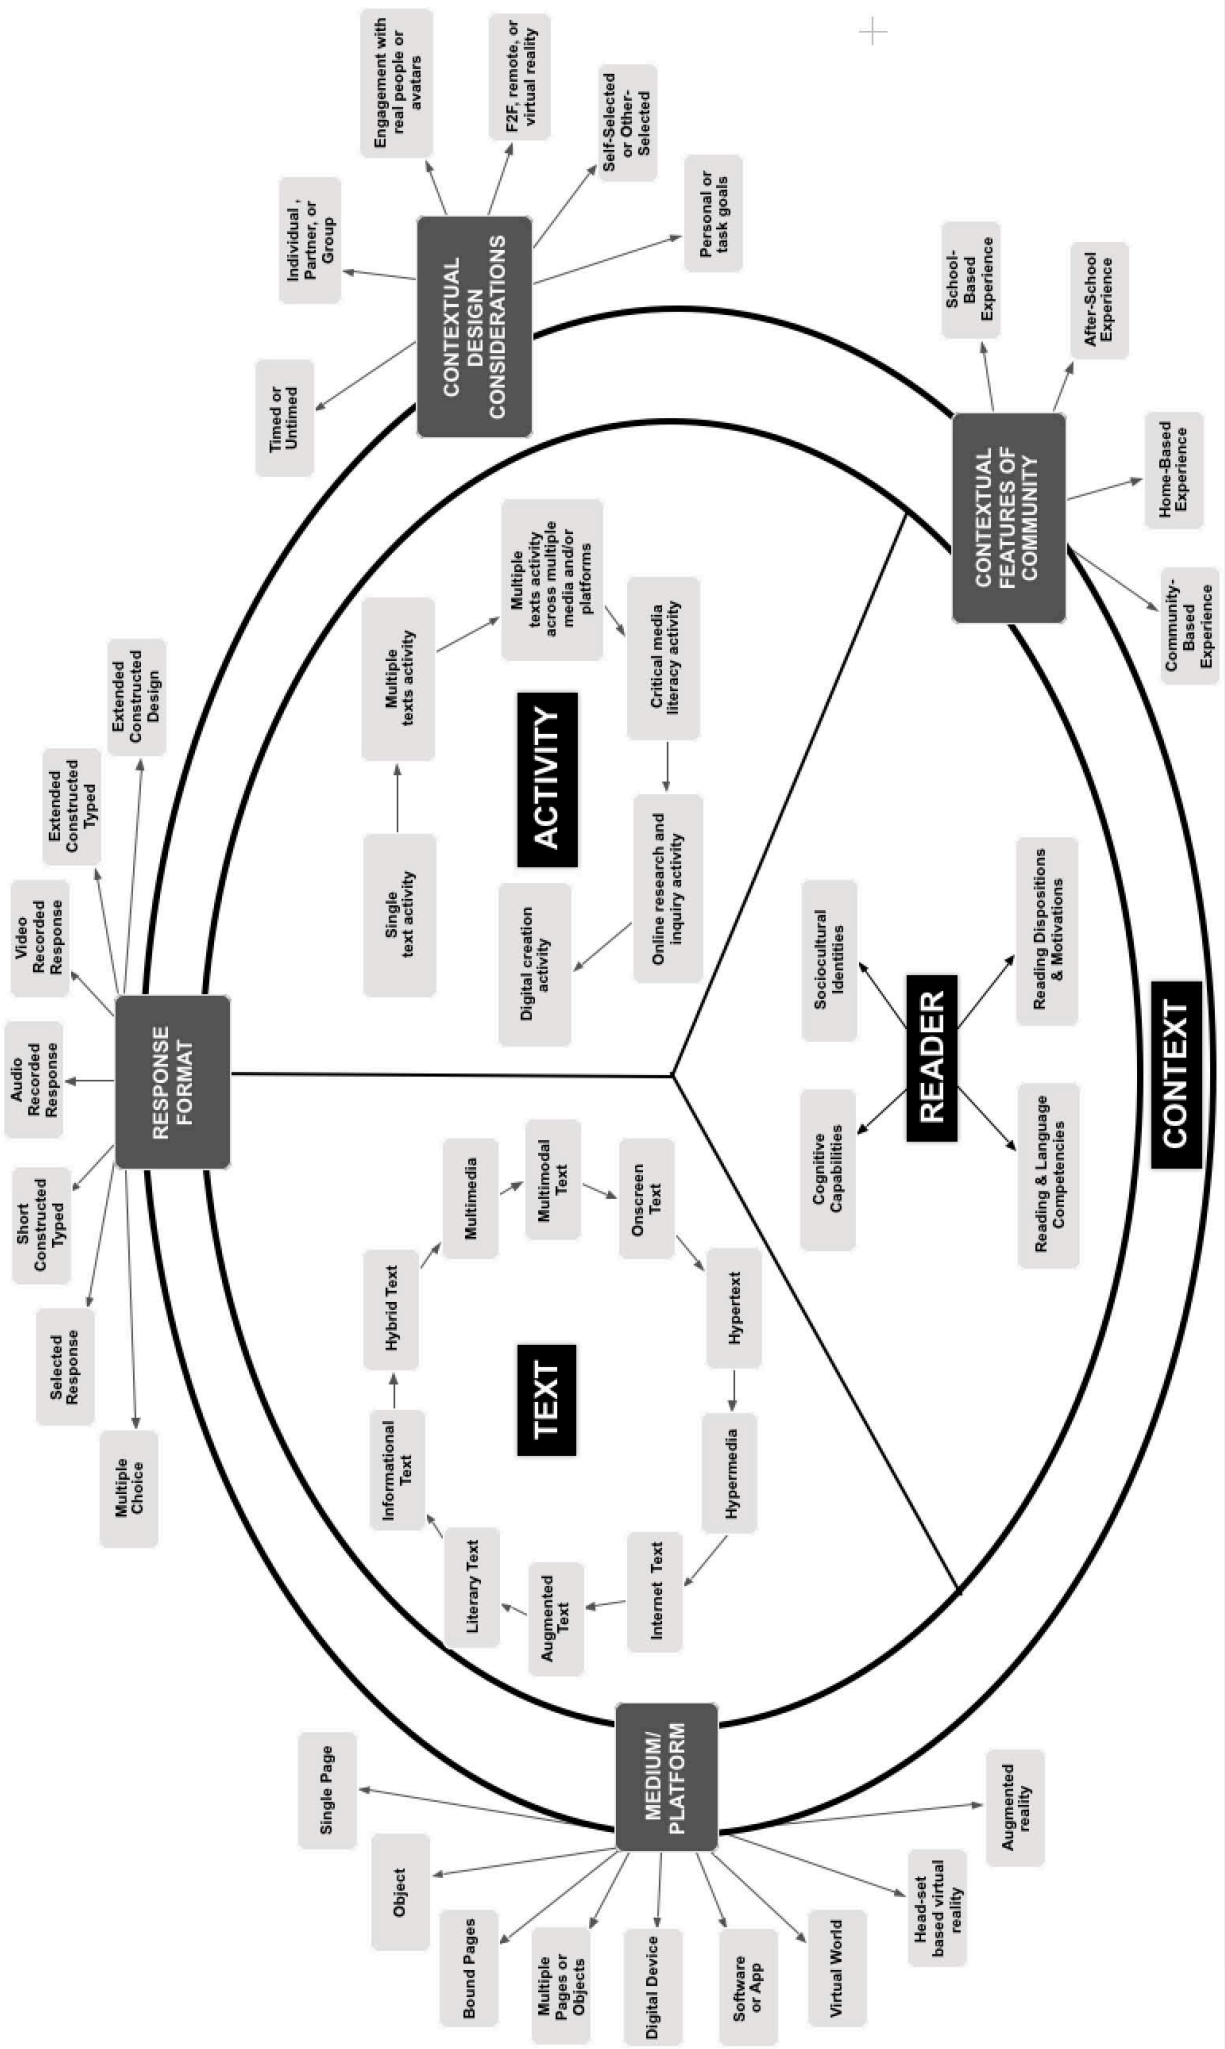 Multiple
Choice
Selected
Response
Short
Constructed
Typed
Audio
Recorded
Response
Video
Recorded
Response
Extended
Constructed
Typed
Extended
Constructed
Design
RESPONSE
FORMAT
Timed or
Untimed
Individual ,
Partner, or
Group
Engagement with
real people or
avatars
F2F, remote, or
virtual reality
Self-Selected
or Other-
Selected
Personal or
task goals
CONTEXTUAL
DESIGN
CONSIDERATIONS
Single Page
Object
Bound Pages
Multiple
Pages or
Objects
Digital Device
Software
or App
Virtual World
Head-set
based virtual
reality
Augmented
reality
MEDIUM/
PLATFORM
TEXT
Informational
Text
Hybrid Text
Multimedia
Multimodal
Text
Onscreen
Text
Hypertext
Hypermedia
Internet Text
Augmented
Text
Literary Text
ACTIVITY
Single
text activity
Multiple
texts activity
Multiple
texts activity
across multiple
media and/or
platforms
Critical media
literacy activity
Online research and
inquiry activity
Digital creation
activity
READER
Cognitive
Capabilities
Sociocultural
Identities
Reading & Language
Competencies
Reading Dispositions
& Motivations
CONTEXTUAL
FEATURES OF
COMMUNITY
School-
Based
Experience
After-School
Experience
Home-Based
Experience
Community-
Based
Experience
CONTEXT